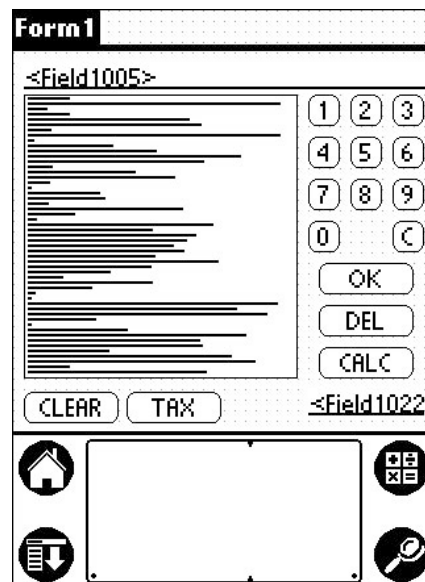 Form1
<Field1005>
1 2 3
4 5 6
7 8 9
0 C
OK
DEL
CALC
CLEAR TAX
<Field1022